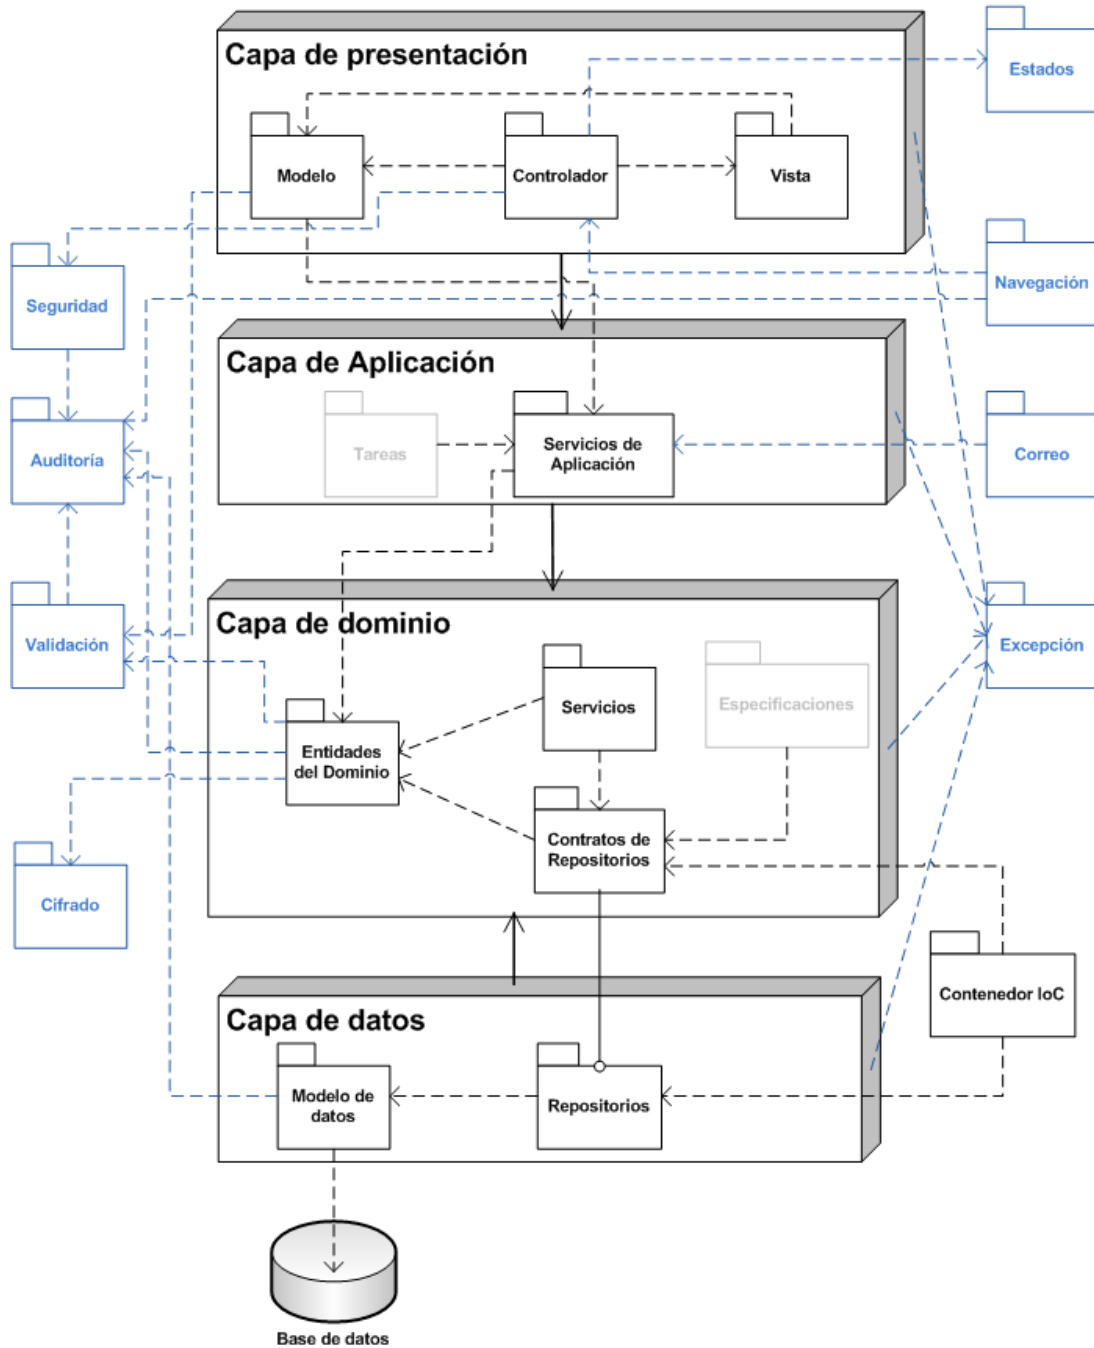 Capa de presentación
Estados
Modelo
Controlador
Vista
Seguridad
Navegación
Capa de Aplicación
Tareas
Servicios de
Aplicación
Auditoría
Correo
Capa de dominio
Validación
Servicios
Especificaciones
Excepción
Entidades
del Dominio
Contratos de
Repositorios
Cifrado
Contenedor IoC
Capa de datos
Modelo de
datos
Repositorios
Base de datos